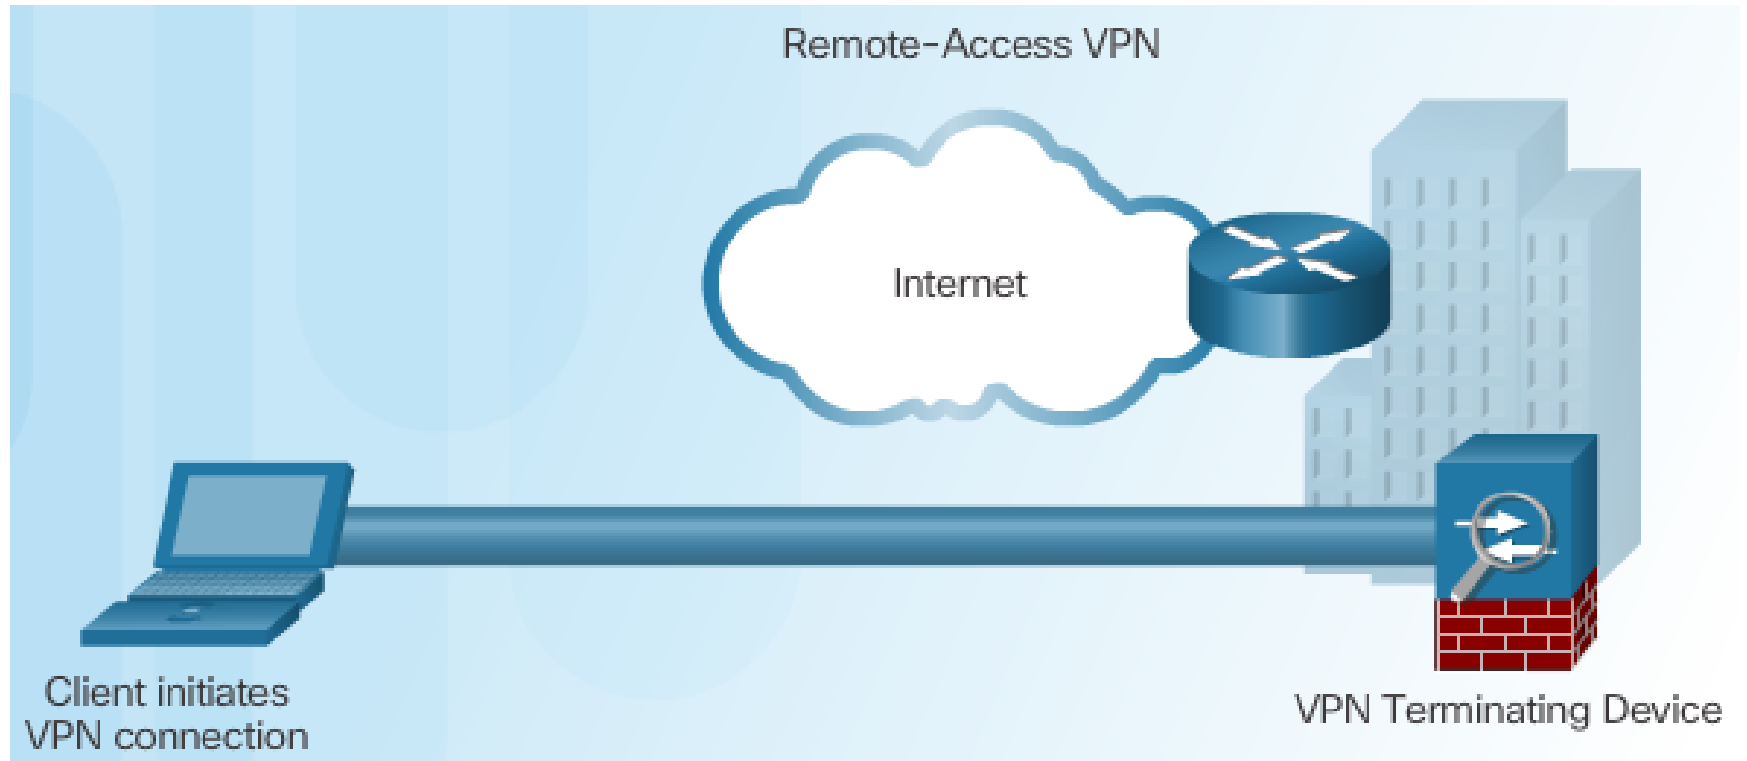 Remote-Access VPN
Internet
Client initiates
VPN connection
VPN Terminating Device